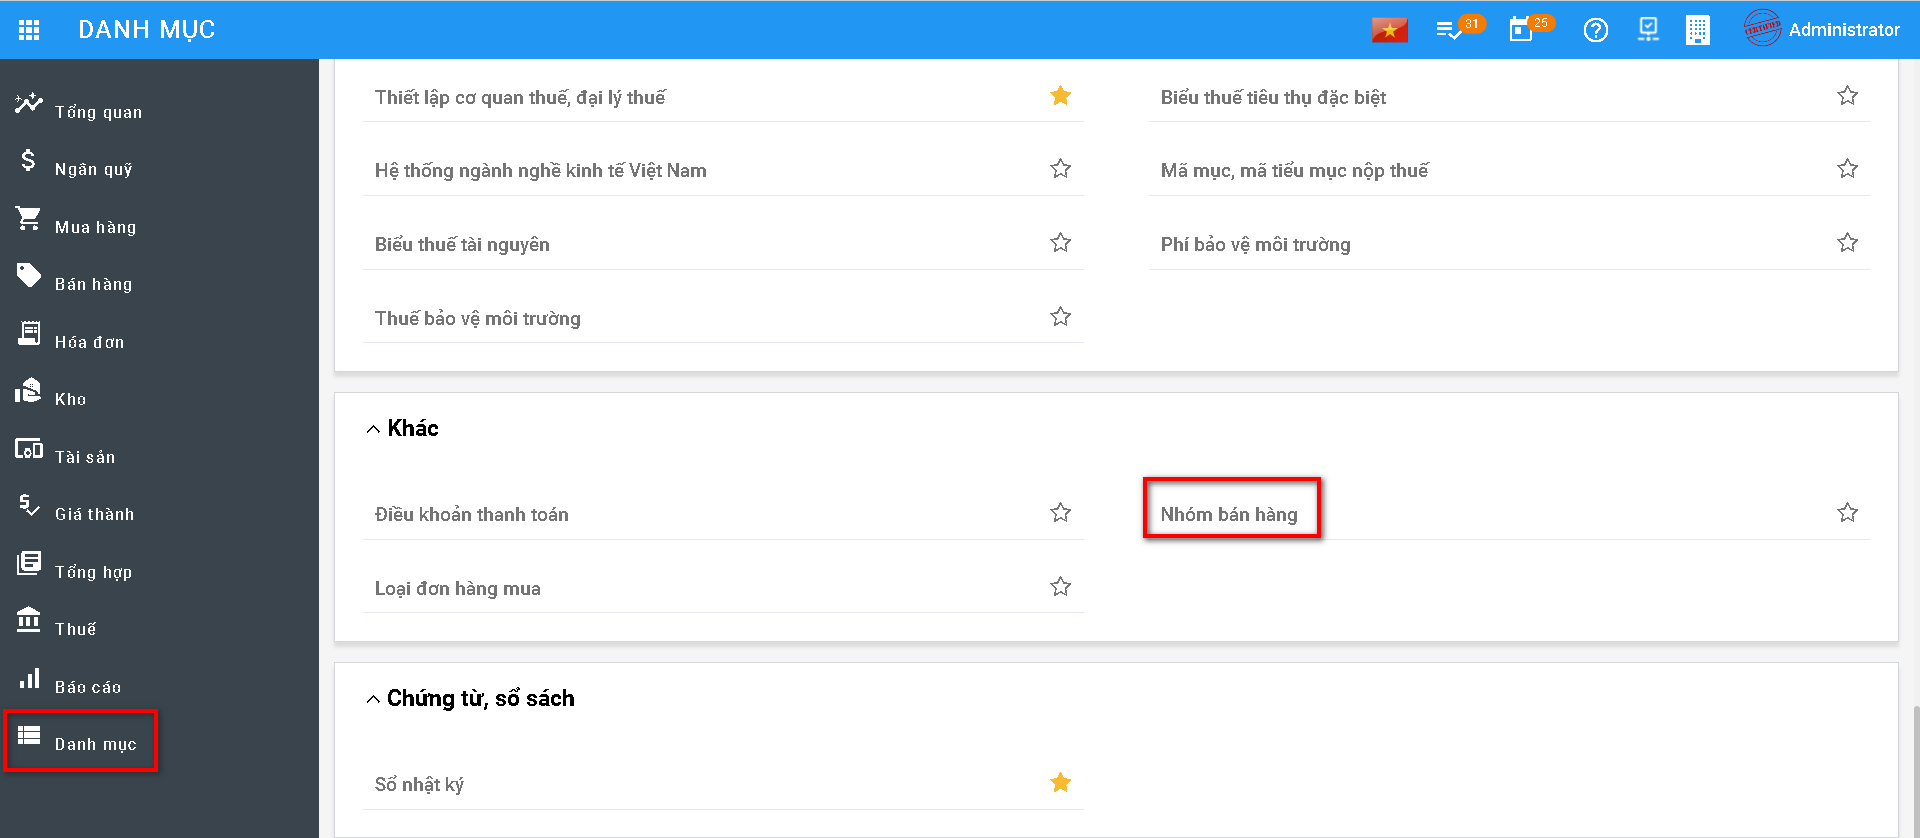 DANH MỤC
31
25
CERTIFIED
Administrator
Tổng quan
Ngân quỹ
Mua hàng
Bán hàng
Hóa đơn
Kho
Tài sản
Giá thành
Tổng hợp
Thuế
Báo cáo
Danh mục
Thiết lập cơ quan thuế, đại lý thuế
Biểu thuế tiêu thụ đặc biệt
Hệ thống ngành nghề kinh tế Việt Nam
Mã mục, mã tiểu mục nộp thuế
Biểu thuế tài nguyên
Phí bảo vệ môi trường
Thuế bảo vệ môi trường
Khác
Điều khoản thanh toán
Nhóm bán hàng
Loại đơn hàng mua
Chứng từ, sổ sách
Sổ nhật ký